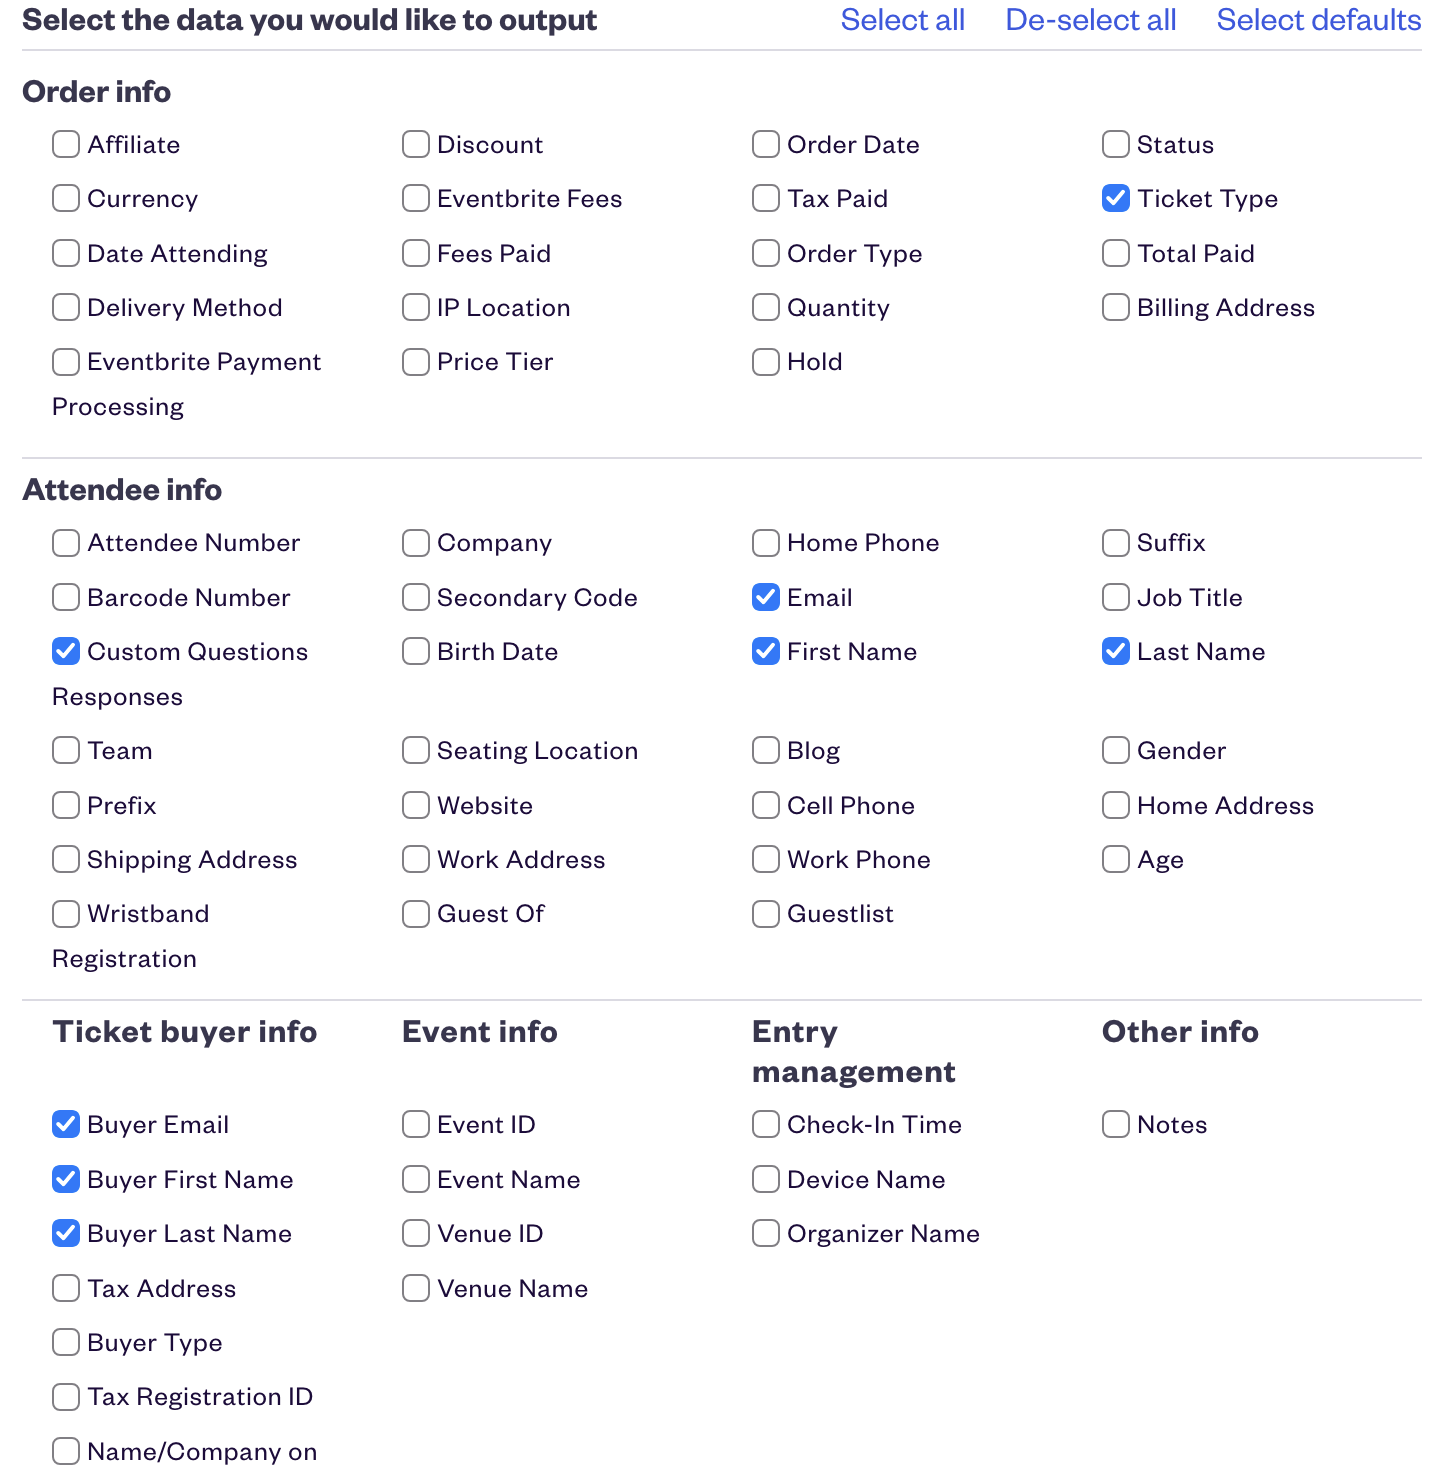 Select the data you would like to output Select all De-select all Select defaults
Order info
Affiliate Discount Order Date Status
Currency Eventbrite Fees Tax Paid Ticket Type
Date Attending Fees Paid Order Type Total Paid
Delivery Method IP Location Quantity Billing Address
Eventbrite Payment Price Tier Hold
Processing
Attendee info
Attendee Number Company Home Phone Suffix
Barcode Number Secondary Code Email Job Title
Custom Questions Birth Date First Name Last Name
Responses
Team Seating Location Blog Gender
Prefix Website Cell Phone Home Address
Shipping Address Work Address Work Phone Age
Wristband Guest Of Guestlist
Registration
Ticket buyer info Event info Entry Other info
management
Buyer Email Event ID Check-In Time Notes
Buyer First Name Event Name Device Name
Buyer Last Name Venue ID Organizer Name
Tax Address Venue Name
Buyer Type
Tax Registration ID
Name/Company on